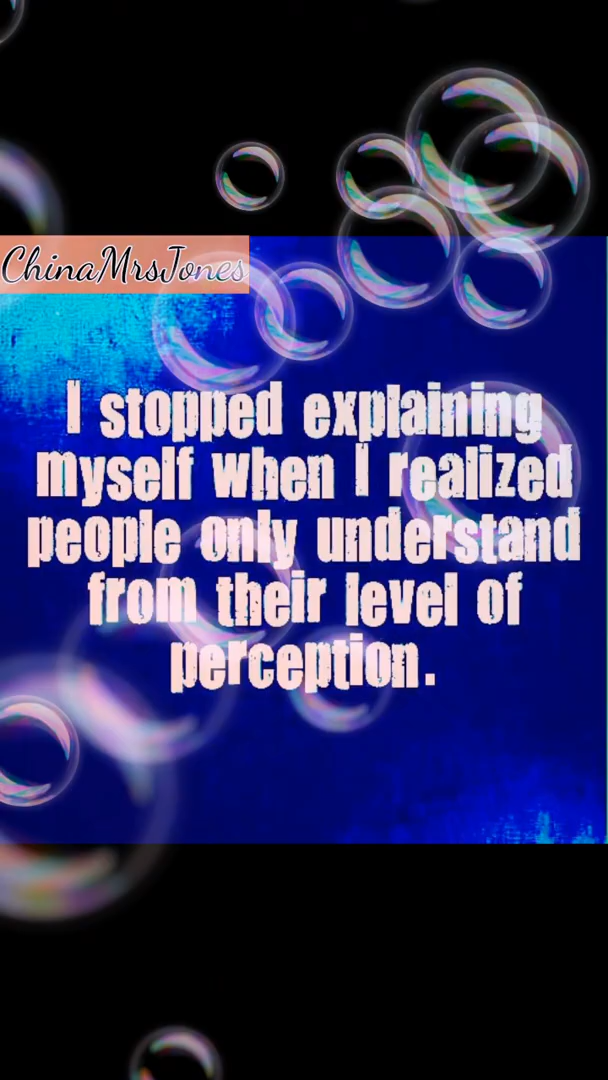 ChinaMrsJones
I stopped explaining
myself when I realized
people only understand
from their level of
perception.